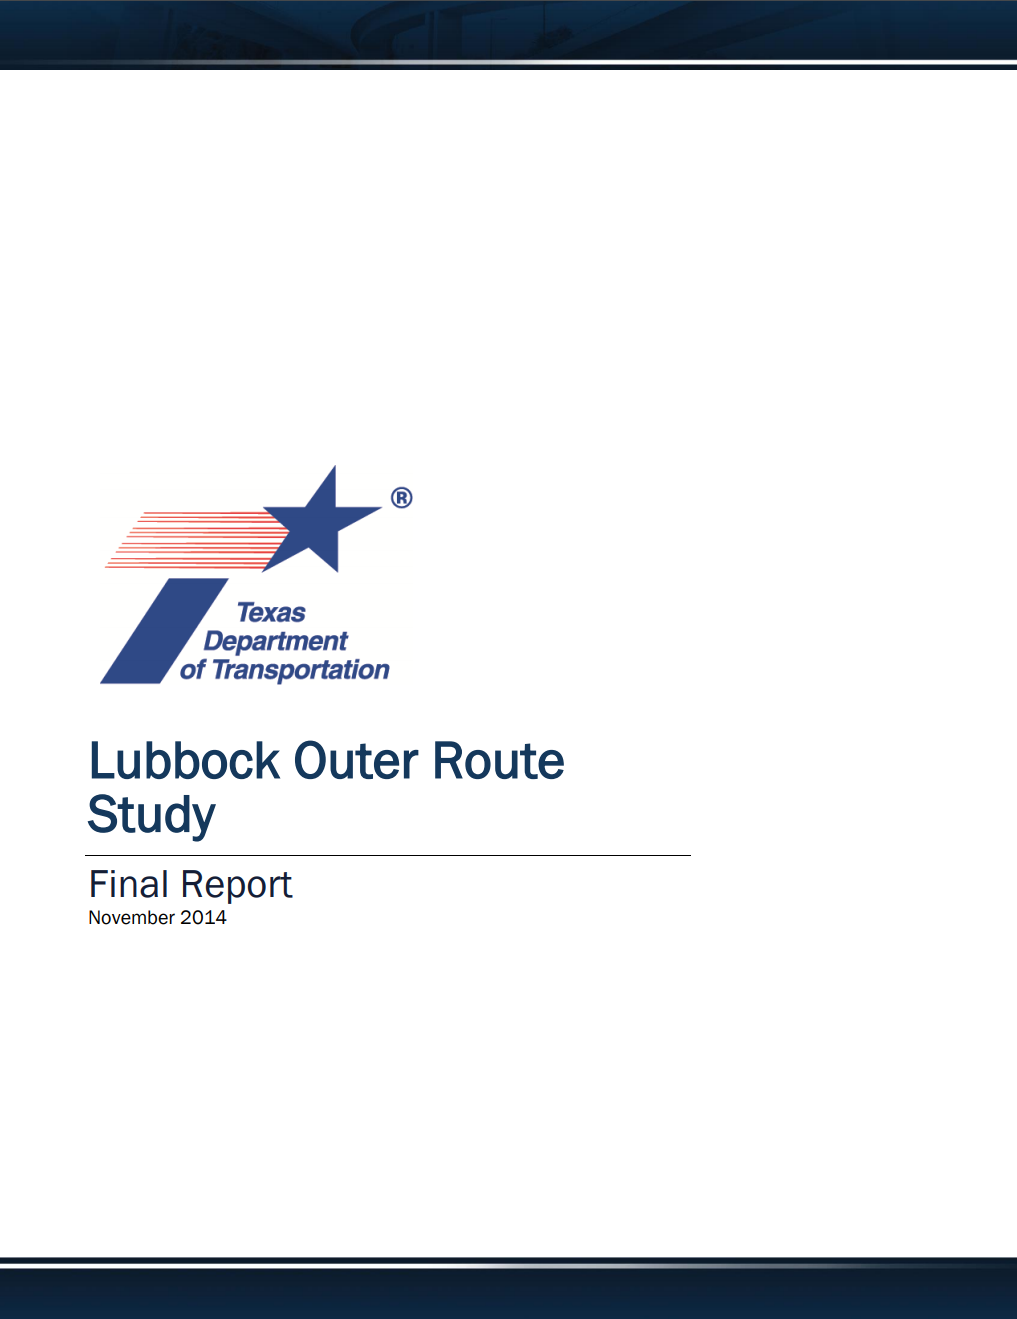 ®
Texas
Department
of Transportation
Lubbock Outer Route
Study
Final Report
November 2014